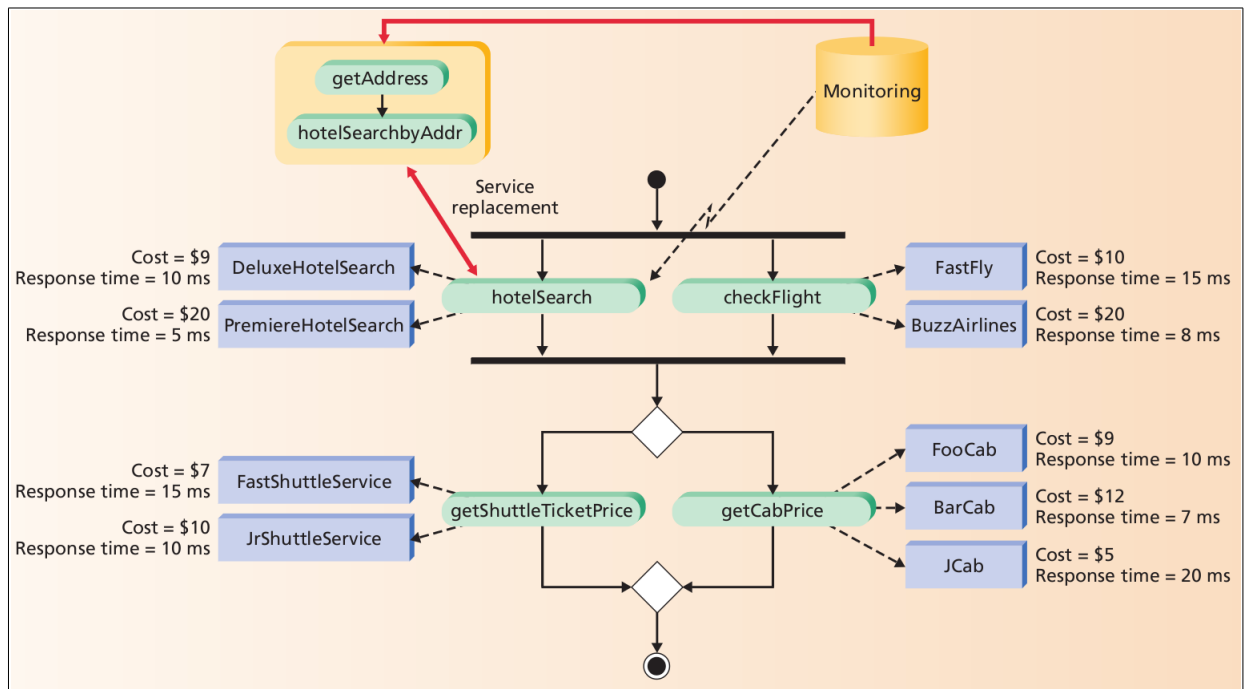 getAddress
hotelSearchbyAddr
Monitoring
Service
replacement
Cost = $9
Response time = 10 ms
DeluxeHotelSearch
Cost = $20
Response time = 5 ms
PremiereHotelSearch
hotelSearch
checkFlight
FastFly
Cost = $10
Response time = 15 ms
BuzzAirlines
Cost = $20
Response time = 8 ms
Cost = $7
Response time = 15 ms
FastShuttleService
Cost = $10
Response time = 10 ms
JrShuttleService
getShuttleTicketPrice
getCabPrice
FooCab
Cost = $9
Response time = 10 ms
BarCab
Cost = $12
Response time = 7 ms
JCab
Cost = $5
Response time = 20 ms